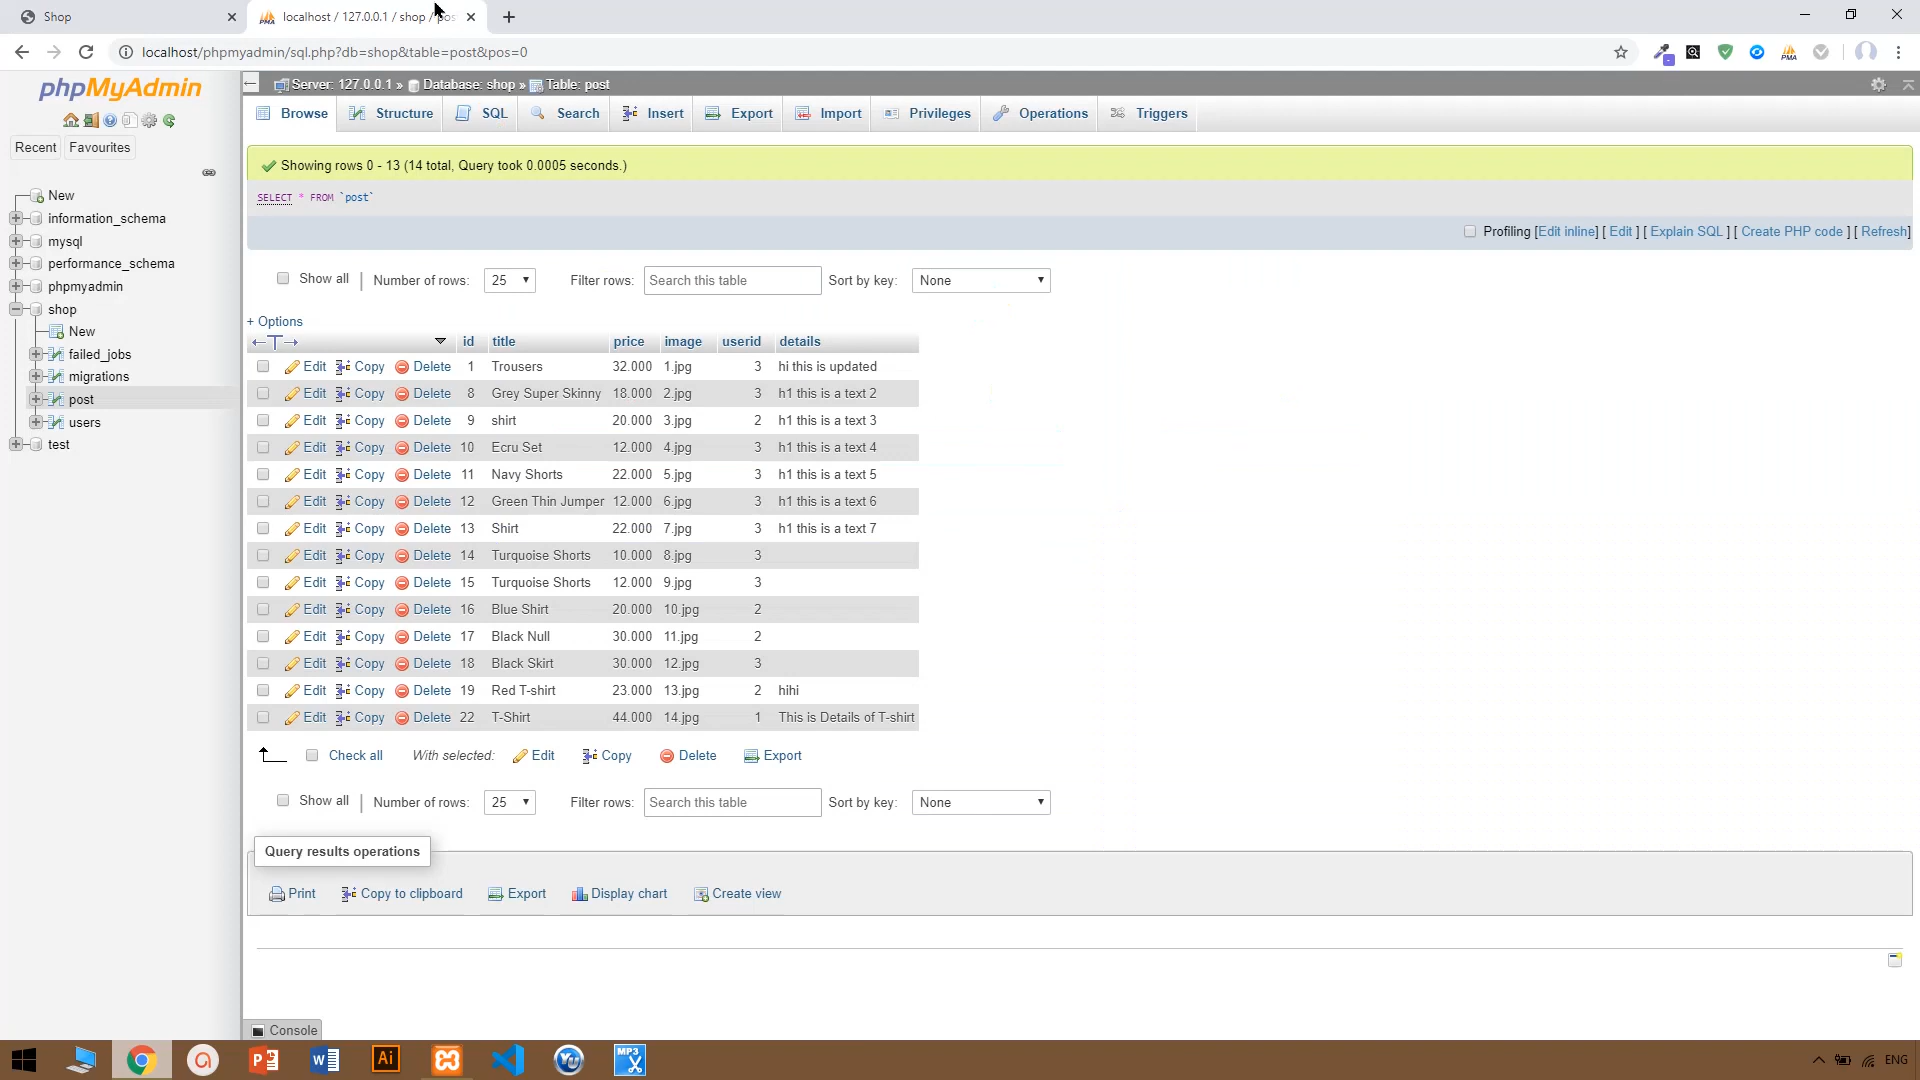 Shop
localhost / 127.0.0.1 / shop / pos
localhost/phpmyadmin/sql.php?db=shop&table=post&pos=0
PMA
phpMyAdmin
Recent Favourites
New
information_schema
mysql
performance_schema
phpmyadmin
shop
New
failed_jobs
migrations
post
users
test
Server: 127.0.0.1 » Database: shop » Table: post
Browse Structure SQL Search Insert Export Import Privileges Operations Triggers
Showing rows 0 - 13 (14 total, Query took 0.0005 seconds.)
SELECT * FROM `post`
Profiling [Edit inline] [ Edit ] [ Explain SQL ] [ Create PHP code ] [ Refresh]
Show all | Number of rows: 25 Filter rows: Search this table Sort by key: None
+ Options
id title price image userid details
Edit Copy Delete 1 Trousers 32.000 1.jpg 3 hi this is updated
Edit Copy Delete 8 Grey Super Skinny 18.000 2.jpg 3 h1 this is a text 2
Edit Copy Delete 9 shirt 20.000 3.jpg 2 h1 this is a text 3
Edit Copy Delete 10 Ecru Set 12.000 4.jpg 3 h1 this is a text 4
Edit Copy Delete 11 Navy Shorts 22.000 5.jpg 3 h1 this is a text 5
Edit Copy Delete 12 Green Thin Jumper 12.000 6.jpg 3 h1 this is a text 6
Edit Copy Delete 13 Shirt 22.000 7.jpg 3 h1 this is a text 7
Edit Copy Delete 14 Turquoise Shorts 10.000 8.jpg 3
Edit Copy Delete 15 Turquoise Shorts 12.000 9.jpg 3
Edit Copy Delete 16 Blue Shirt 20.000 10.jpg 2
Edit Copy Delete 17 Black Null 30.000 11.jpg 2
Edit Copy Delete 18 Black Skirt 30.000 12.jpg 3
Edit Copy Delete 19 Red T-shirt 23.000 13.jpg 2 hihi
Edit Copy Delete 22 T-Shirt 44.000 14.jpg 1 This is Details of T-shirt
Check all With selected: Edit Copy Delete Export
Show all | Number of rows: 25 Filter rows: Search this table Sort by key: None
Query results operations
Print Copy to clipboard Export Display chart Create view
Console
Ai
MP3
ENG